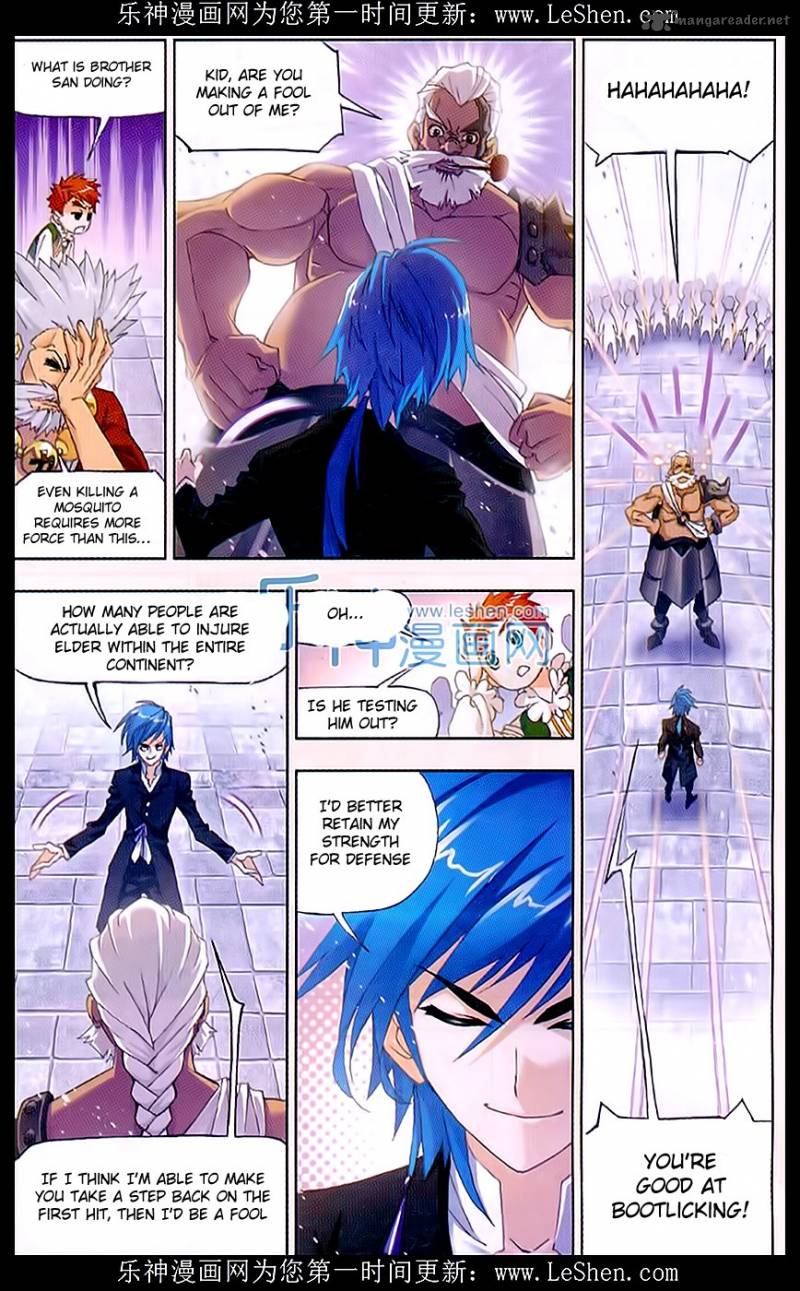 乐神漫画网为您第一时间更新：www.LeShen.com
mangareader.net
WHAT IS BROTHER
SAN DOING?
EVEN KILLING A
MOSQUITO
REQUIRES MORE
FORCE THAN THIS...
KID, ARE YOU
MAKING A FOOL
OUT OF ME?
HAHAHAHAHA!
YOU'RE
GOOD AT
BOOTLICKING!
HOW MANY PEOPLE ARE
ACTUALLY ABLE TO INJURE
ELDER WITHIN THE ENTIRE
CONTINENT?
IF I THINK I'M ABLE TO MAKE
YOU TAKE A STEP BACK ON THE
FIRST HIT, THEN I'D BE A FOOL
OH...
IS HE TESTING
HIM OUT?
www.leshen.com
漫画网
I'D BETTER
RETAIN MY
STRENGTH
FOR DEFENSE
乐神漫画网为您第一时间更新：www.LeShen.com